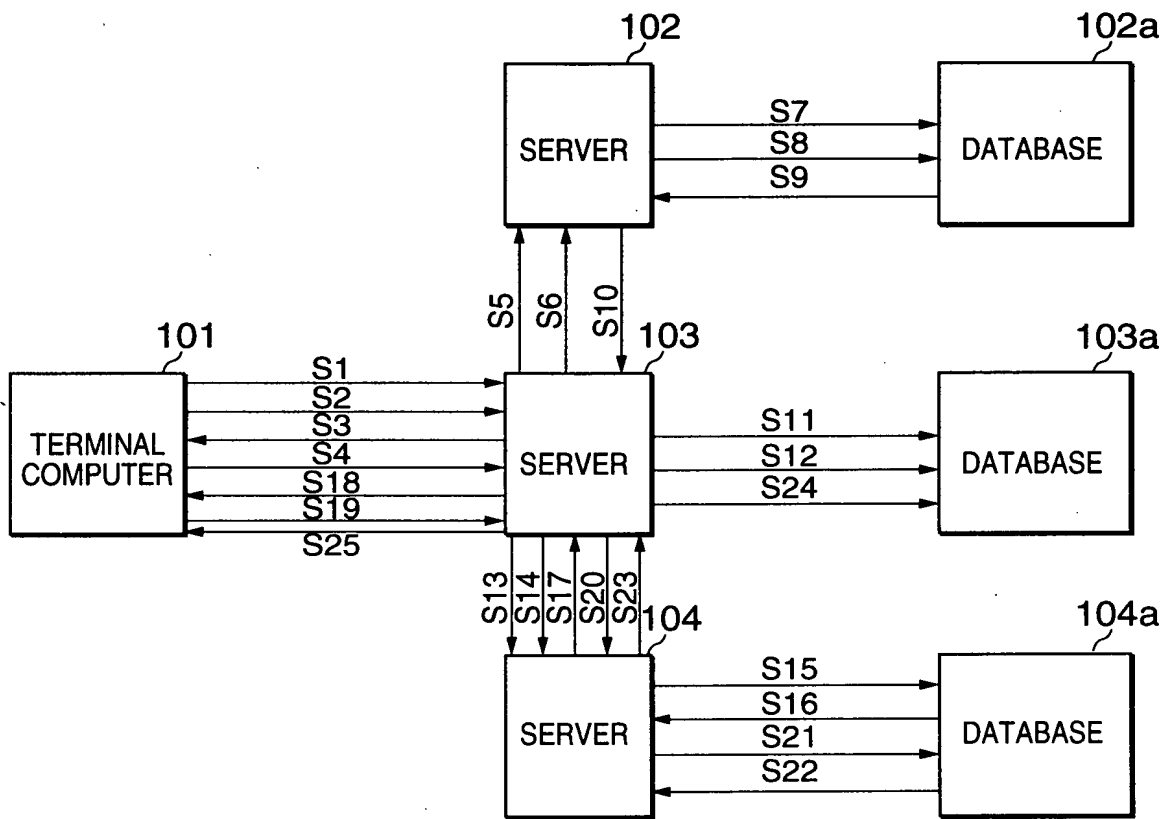 102
102a
SERVER
S7
S8
S9
DATABASE
S5
S6
S10
101
103
103a
TERMINAL
COMPUTER
S1
S2
S3
S4
S18
S19
S25
SERVER
S11
S12
S24
DATABASE
S13
S14
S17
S20
S23
104
104a
SERVER
S15
S16
S21
S22
DATABASE